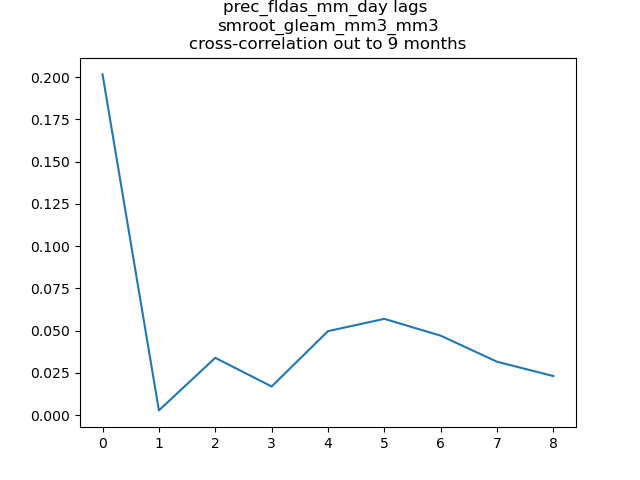 prec_fldas_mm_day lags
smroot_gleam_mm3_mm3
cross-correlation out to 9 months
0.200
0.175
0.150
0.125
0.100
0.075
0.050
0.025
0.000
0 1 2 3 4 5 6 7 8